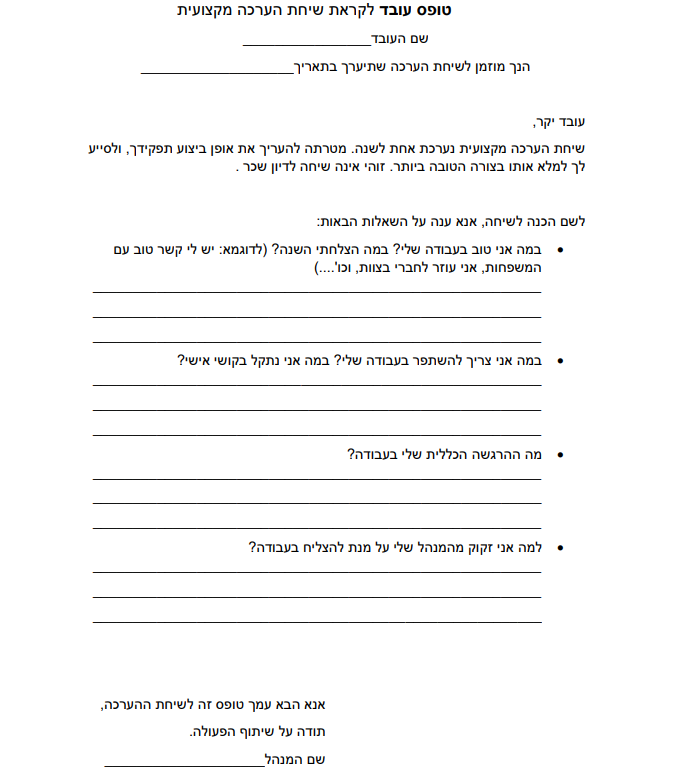 טופס עובד לקראת שיחת הערכה מקצועית
שם העובד_________________
הנך מוזמן לשיחת הערכה שתיערך בתאריך____________________
עובד יקר,
שיחת הערכה מקצועית נערכת אחת לשנה. מטרתה להעריך את אופן ביצוע תפקידך, ולסייע
לך למלא אותו בצורה הטובה ביותר. זוהי אינה שיחה לדיון שכר .
לשם הכנה לשיחה, אנא ענה על השאלות הבאות:
• במה אני טוב בעבודה שלי? במה הצלחתי השנה? (לדוגמא: יש לי קשר טוב עם
המשפחות, אני עוזר לחברי בצוות, וכו'....)
• במה אני צריך להשתפר בעבודה שלי? במה אני נתקל בקושי אישי?
• מה ההרגשה הכללית שלי בעבודה?
• למה אני זקוק מהמנהל שלי על מנת להצליח בעבודה?
אנא הבא עמך טופס זה לשיחת ההערכה,
תודה על שיתוף הפעולה.
שם המנהל_____________________